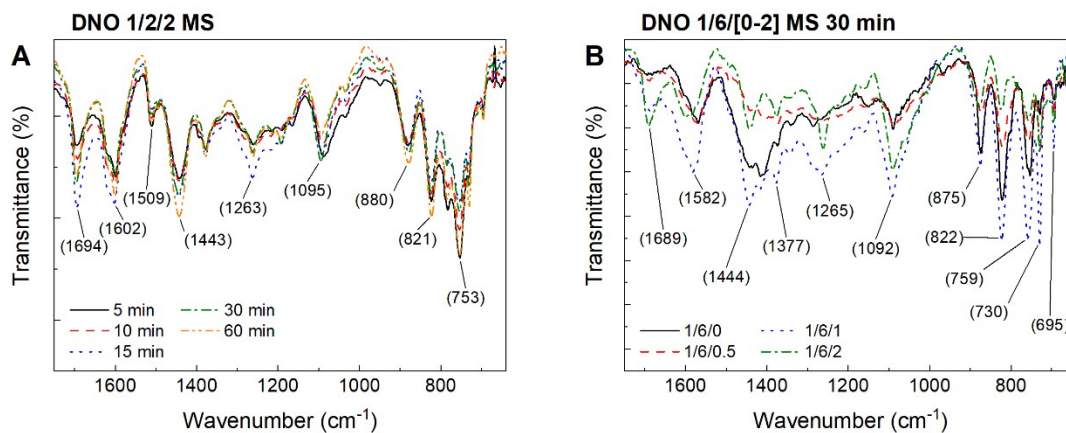 DNO 1/2/2 MS
A
Transmittance (%)
(1694)
(1602)
(1509)
(1443)
(1263)
(1095)
(880)
(821)
(753)
5 min
10 min
15 min
30 min
60 min
1600 1400 1200 1000 800
Wavenumber (cm⁻¹)
DNO 1/6/[0-2] MS 30 min
B
Transmittance (%)
(1689)
(1582)
(1444)
(1377)
(1265)
(1092)
(875)
(822)
(759)
(730)
(695)
1/6/0
1/6/0.5
1/6/1
1/6/2
1600 1400 1200 1000 800
Wavenumber (cm⁻¹)